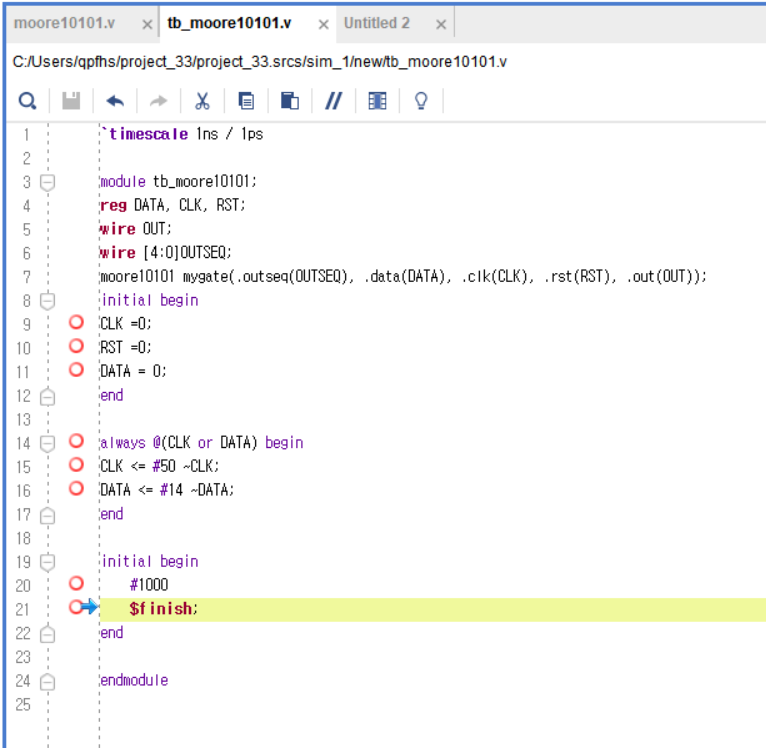 moore10101.v × tb_moore10101.v × Untitled 2 ×
C:/Users/qpfhs/project_33/project_33.srcs/sim_1/new/tb_moore10101.v
1 `timescale 1ns / 1ps
2
3 module tb_moore10101;
4 reg DATA, CLK, RST;
5 wire OUT;
6 wire [4:0]OUTSEQ;
7 moore10101 mygate(.outseq(OUTSEQ), .data(DATA), .clk(CLK), .rst(RST), .out(OUT));
8 initial begin
9 CLK =0;
10 RST =0;
11 DATA = 0;
12 end
13
14 always @(CLK or DATA) begin
15 CLK <= #50 ~CLK;
16 DATA <= #14 ~DATA;
17 end
18
19 initial begin
20 #1000
21 $finish;
22 end
23
24 endmodule
25